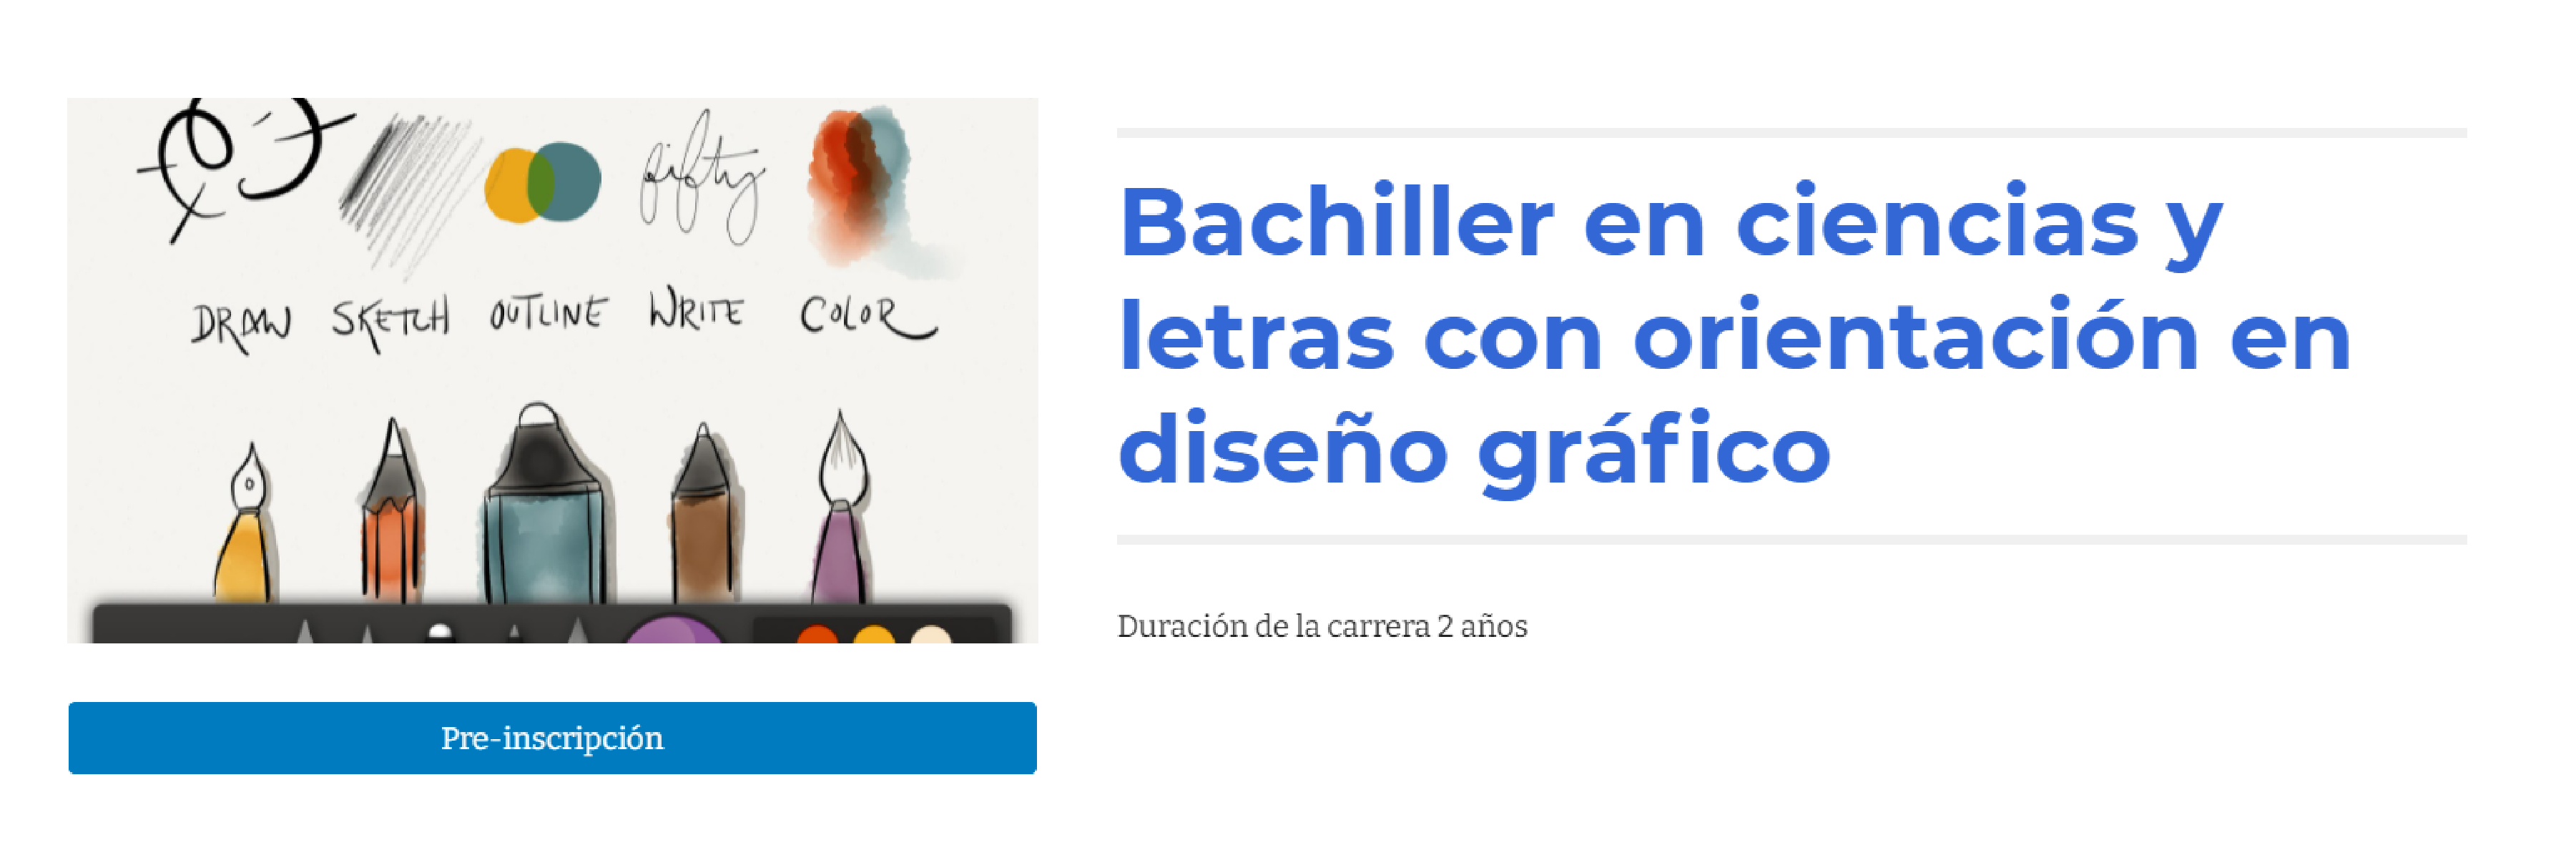 fifty
DRAW SKETCH OUTLINE WRITE COLOR
Pre-inscripción
Bachiller en ciencias y
letras con orientación en
diseño gráfico
Duración de la carrera 2 años